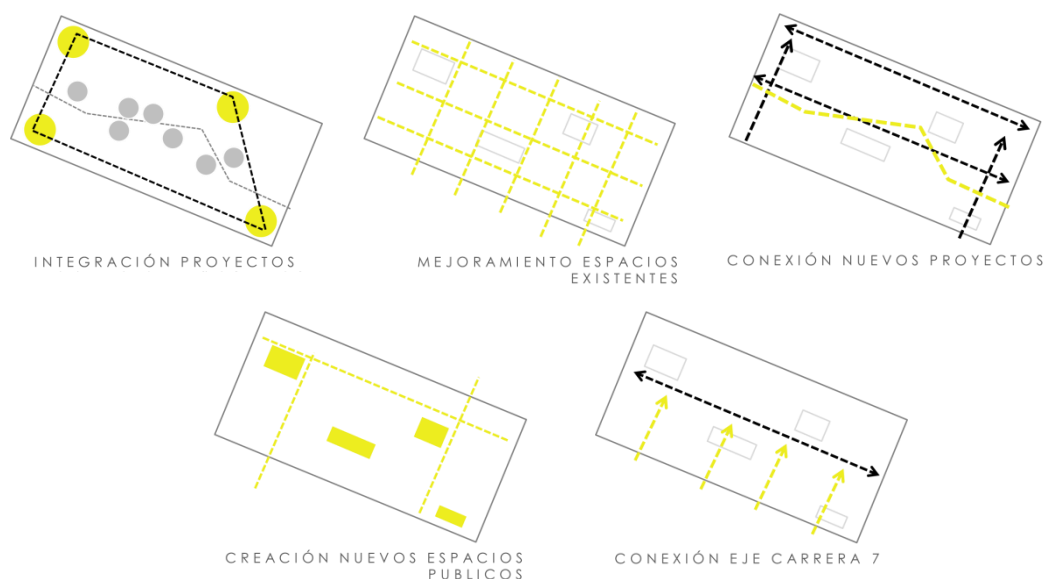 INTEGRACIÓN PROYECTOS
MEJORAMIENTO ESPACIOS
EXISTENTES
CONEXIÓN NUEVOS PROYECTOS
CREACIÓN NUEVOS ESPACIOS
PUBLICOS
CONEXIÓN EJE CARRERA 7